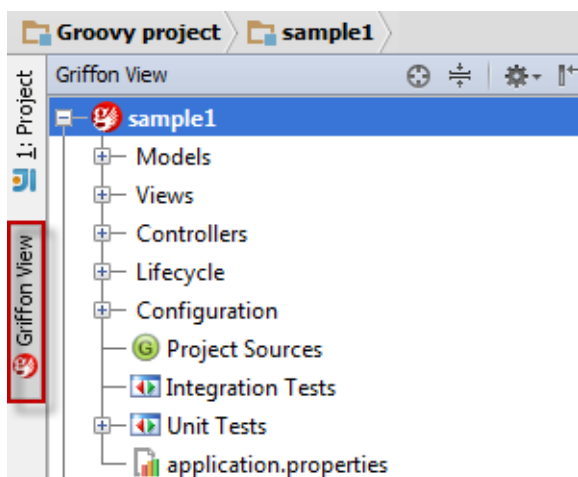 Groovy project sample1
1: Project
Griffon View
Griffon View
sample1
Models
Views
Controllers
Lifecycle
Configuration
G Project Sources
Integration Tests
Unit Tests
application.properties